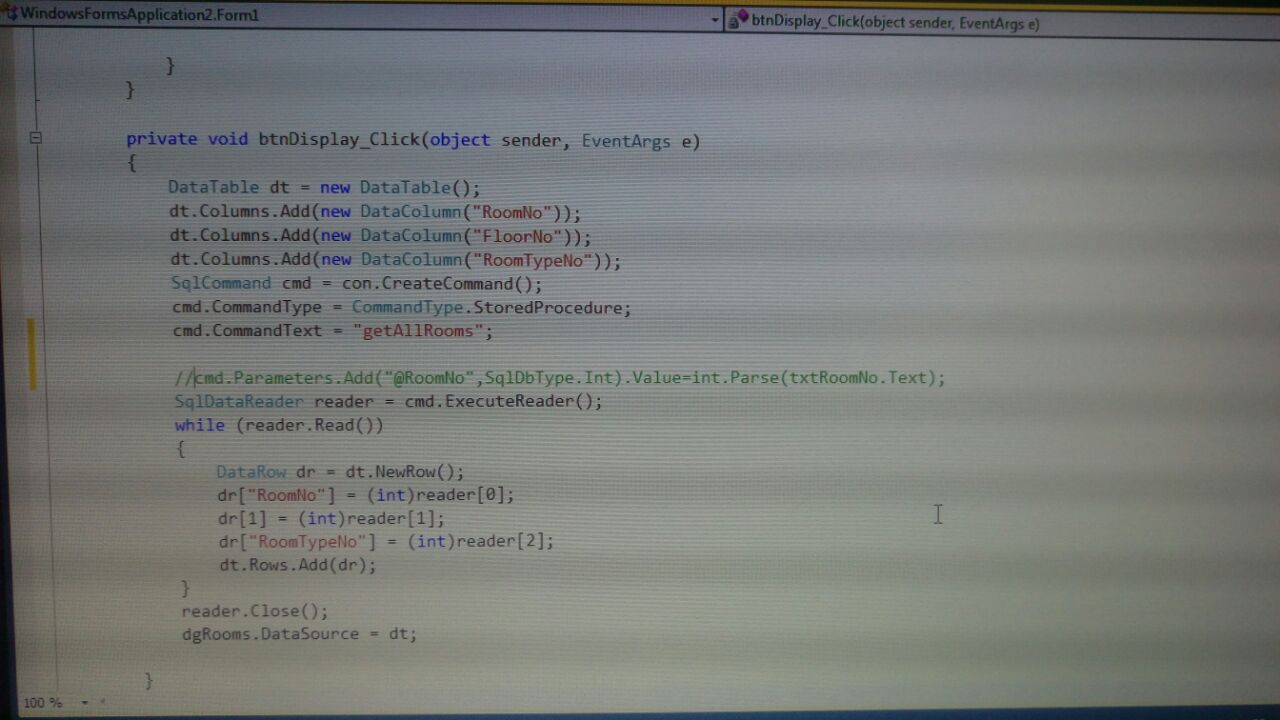 WindowsFormsApplication2.Form1
btnDisplay_Click(object sender, EventArgs e)
}
}
private void btnDisplay_Click(object sender, EventArgs e)
{
DataTable dt = new DataTable();
dt.Columns.Add(new DataColumn("RoomNo"));
dt.Columns.Add(new DataColumn("FloorNo"));
dt.Columns.Add(new DataColumn("RoomTypeNo"));
SqlCommand cmd = con.CreateCommand();
cmd.CommandType = CommandType.StoredProcedure;
cmd.CommandText = "getAllRooms";
//cmd.Parameters.Add("@RoomNo",SqlDbType.Int).Value=int.Parse(txtRoomNo.Text);
SqlDataReader reader = cmd.ExecuteReader();
while (reader.Read())
{
DataRow dr = dt.NewRow();
dr["RoomNo"] = (int)reader[0];
dr[1] = (int)reader[1];
dr["RoomTypeNo"] = (int)reader[2];
dt.Rows.Add(dr);
}
reader.Close();
dgRooms.DataSource = dt;
}
100 %